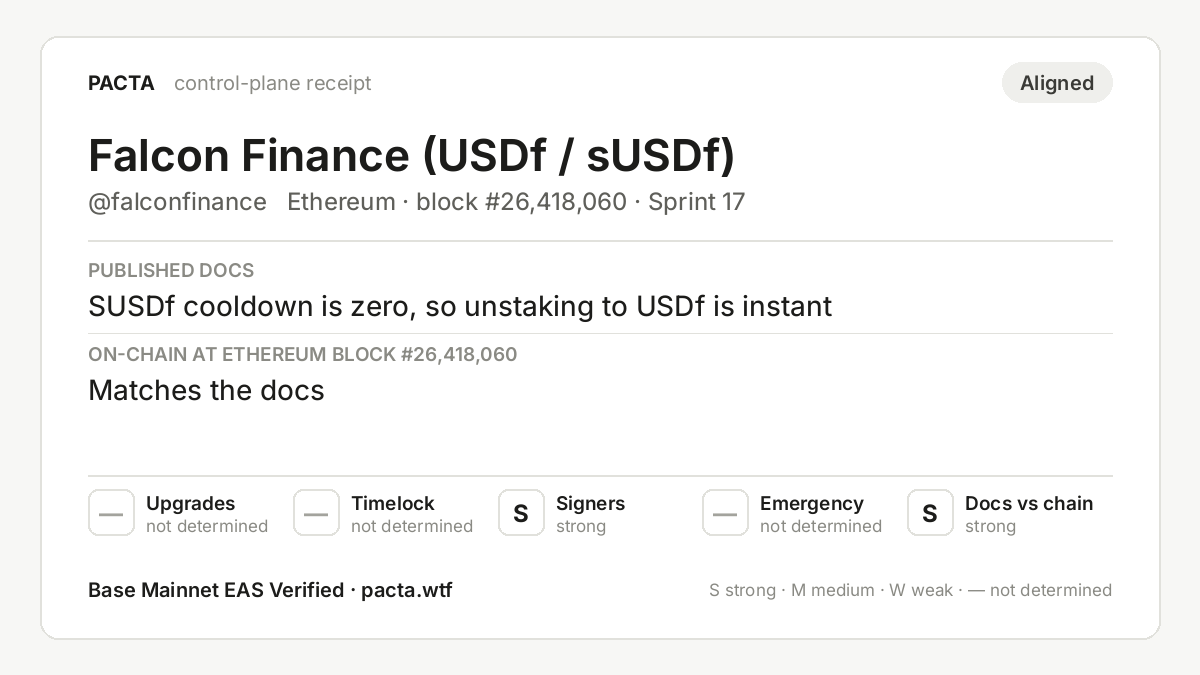 PACTA control-plane receipt Aligned
Falcon Finance (USDf / sUSDf)
@falconfinance Ethereum · block #26,418,060 · Sprint 17
PUBLISHED DOCS
SUSDf cooldown is zero, so unstaking to USDf is instant
ON-CHAIN AT ETHEREUM BLOCK #26,418,060
Matches the docs
— Upgrades not determined
— Timelock not determined
S Signers strong
— Emergency not determined
S Docs vs chain strong
Base Mainnet EAS Verified · pacta.wtf
S strong · M medium · W weak · — not determined